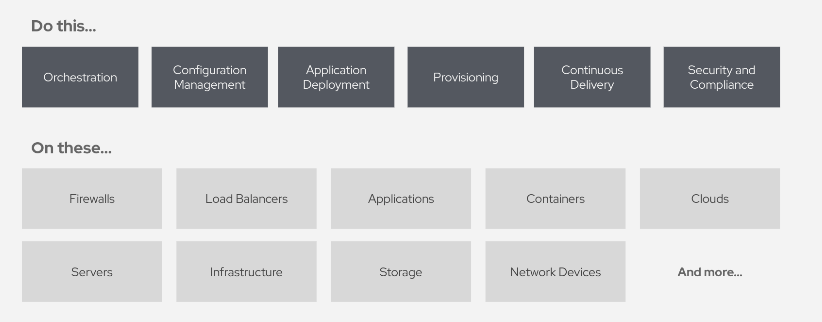 Do this...
Orchestration
Configuration
Management
Application
Deployment
Provisioning
Continuous
Delivery
Security and
Compliance
On these...
Firewalls
Load Balancers
Applications
Containers
Clouds
Servers
Infrastructure
Storage
Network Devices
And more...